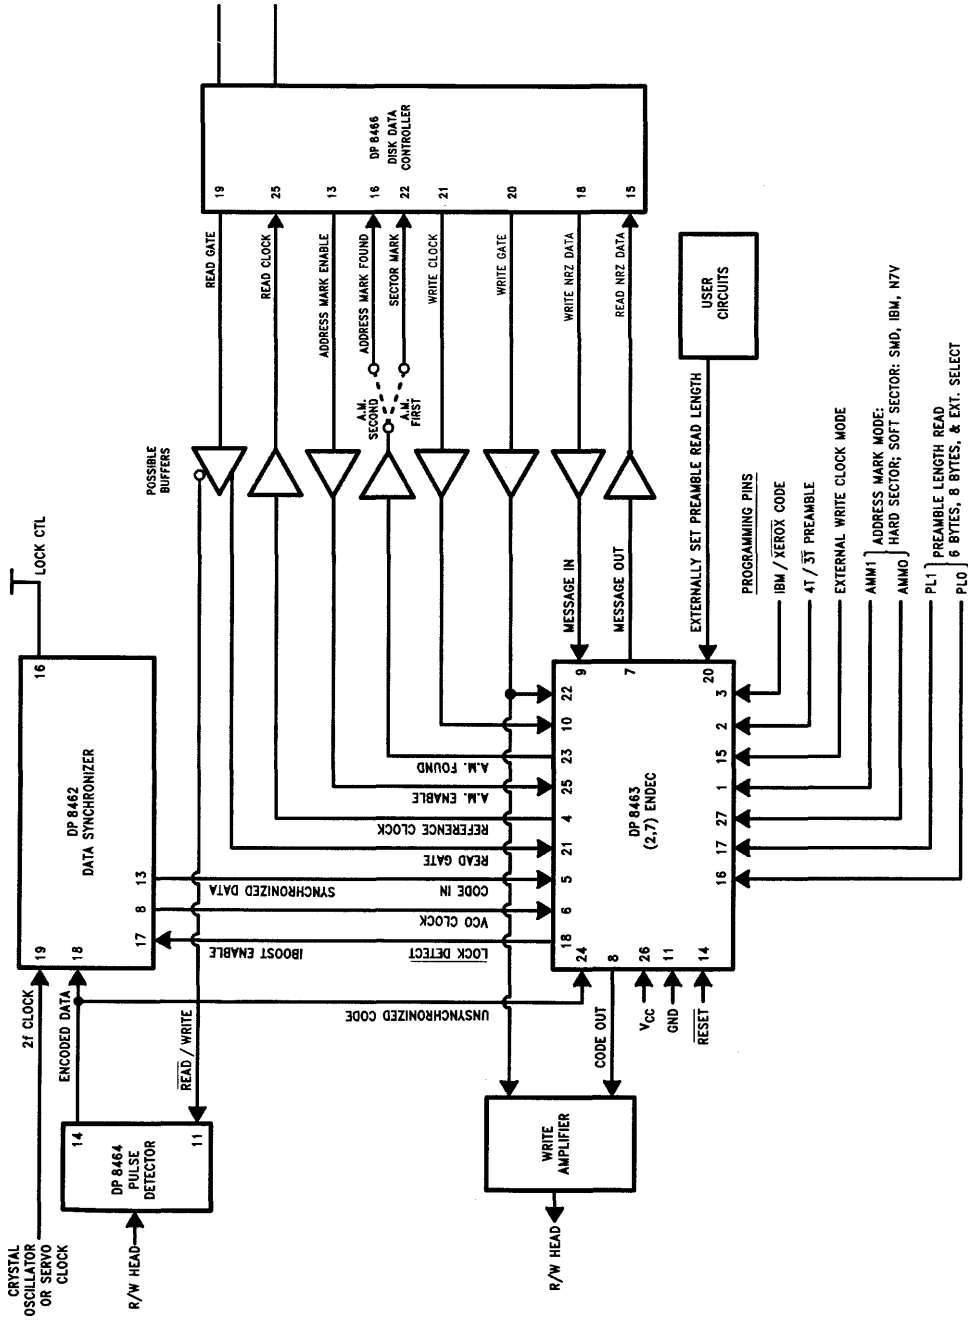 CRYSTAL
OSCILLATOR
OR SERVO
CLOCK
2f CLOCK
R/W HEAD
DP 8464
PULSE
DETECTOR
14
11
ENCODED DATA
READ / WRITE
19
18
DP 8462
DATA SYNCHRONIZER
17
8
13
16
LOCK CTL
IBOOST ENABLE
LOCK DETECT
VCO CLOCK
SYNCHRONIZED DATA
CODE IN
READ GATE
REFERENCE CLOCK
A.M. ENABLE
A.M. FOUND
UNSYNCHRONIZED CODE
POSSIBLE
BUFFERS
READ GATE
READ CLOCK
ADDRESS MARK ENABLE
ADDRESS MARK FOUND
SECTOR MARK
WRITE CLOCK
WRITE GATE
WRITE NRZ DATA
READ NRZ DATA
A.M.
SECOND
A.M.
FIRST
19
25
13
16
22
21
20
18
15
DP 8466
DISK DATA
CONTROLLER
R/W HEAD
WRITE
AMPLIFIER
CODE OUT
VCC
GND
RESET
24
8
26
11
14
18
6
5
21
4
25
23
10
22
9
7
20
DP 8463
(2,7) ENDEC
16
17
27
1
15
2
3
MESSAGE IN
MESSAGE OUT
EXTERNALLY SET PREAMBLE READ LENGTH
USER
CIRCUITS
PROGRAMMING PINS
IBM / XEROX CODE
4T / 3T PREAMBLE
EXTERNAL WRITE CLOCK MODE
AMM1
AMM0
ADDRESS MARK MODE:
HARD SECTOR; SOFT SECTOR: SMD, IBM, N7V
PL1
PL0
PREAMBLE LENGTH READ
6 BYTES, 8 BYTES, & EXT. SELECT